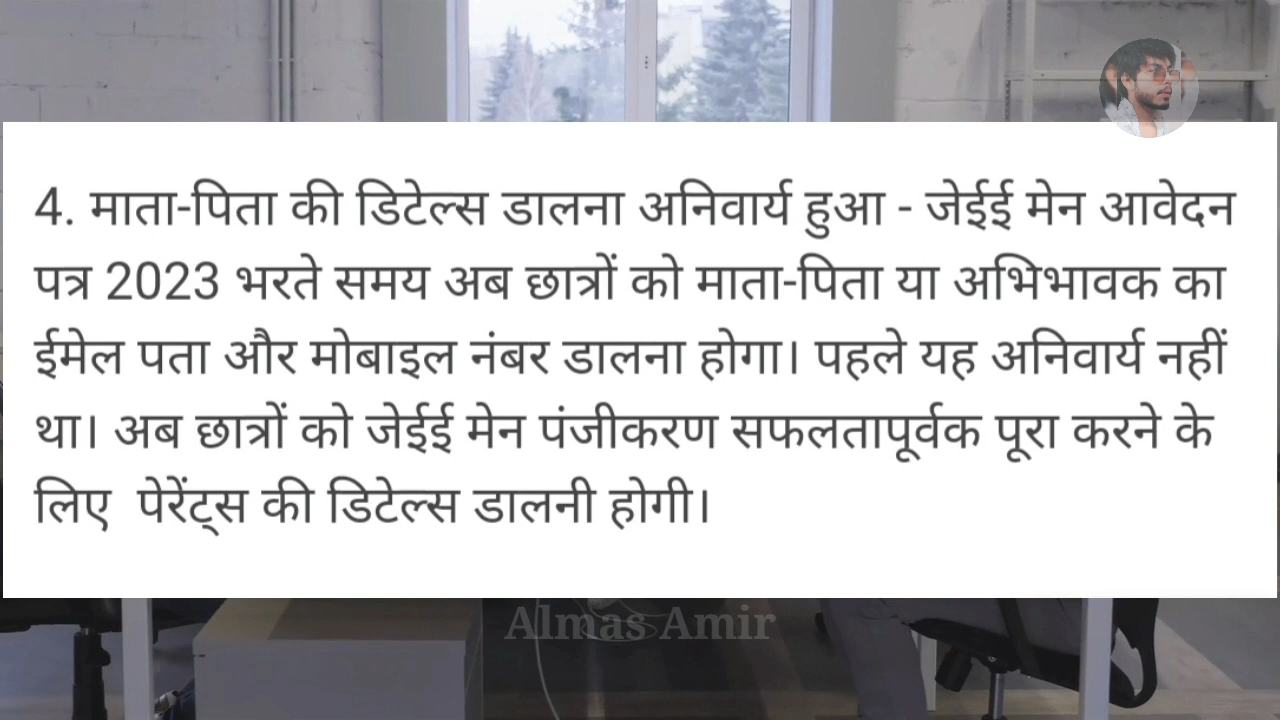 4. माता-पिता की डिटेल्स डालना अनिवार्य हुआ - जेईई मेन आवेदन
पत्र 2023 भरते समय अब छात्रों को माता-पिता या अभिभावक का
ईमेल पता और मोबाइल नंबर डालना होगा। पहले यह अनिवार्य नहीं
था। अब छात्रों को जेईई मेन पंजीकरण सफलतापूर्वक पूरा करने के
लिए पेरेंट्स की डिटेल्स डालनी होगी।
Almas Amir